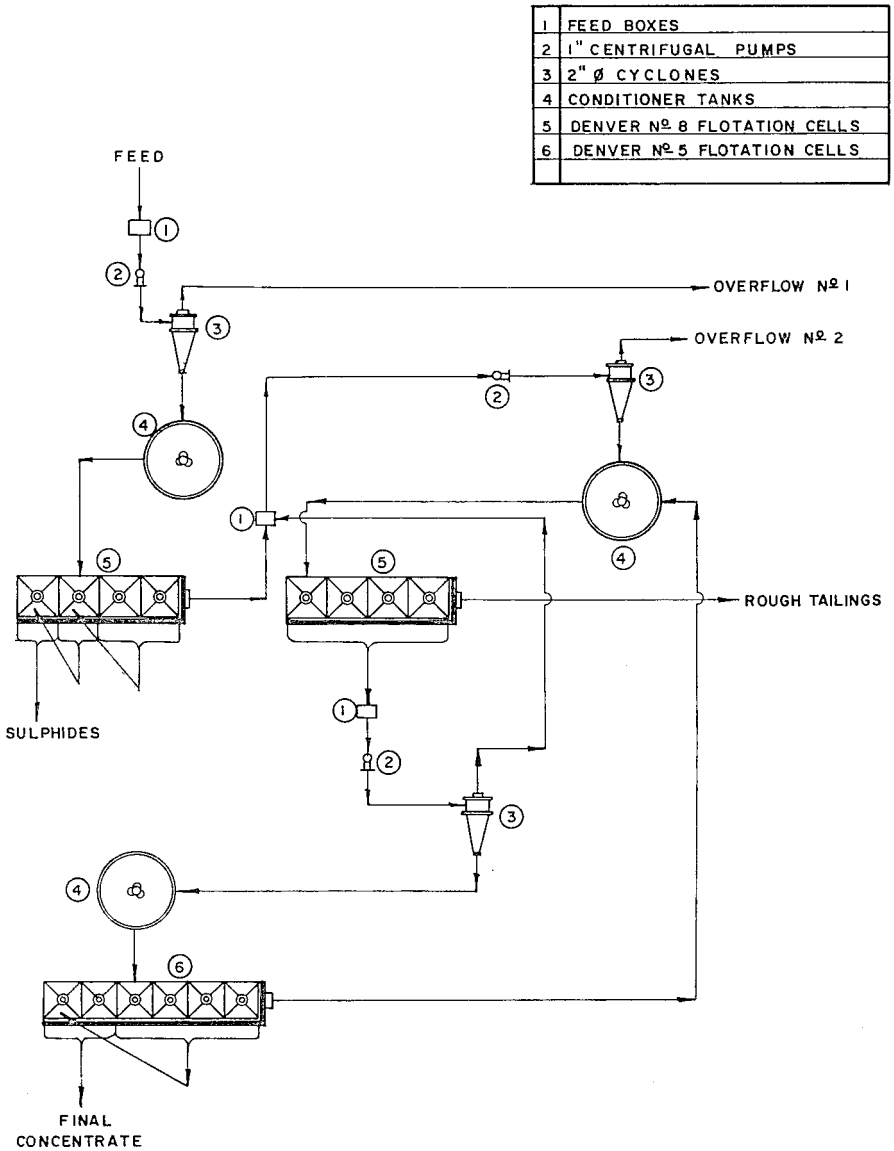 1 FEED BOXES
2 1" CENTRIFUGAL PUMPS
3 2" Ø CYCLONES
4 CONDITIONER TANKS
5 DENVER Nº 8 FLOTATION CELLS
6 DENVER Nº 5 FLOTATION CELLS
FEED
1
2
3
OVERFLOW Nº 1
OVERFLOW Nº 2
3
2
4
1
4
5
5
ROUGH TAILINGS
1
SULPHIDES
2
3
4
6
FINAL
CONCENTRATE